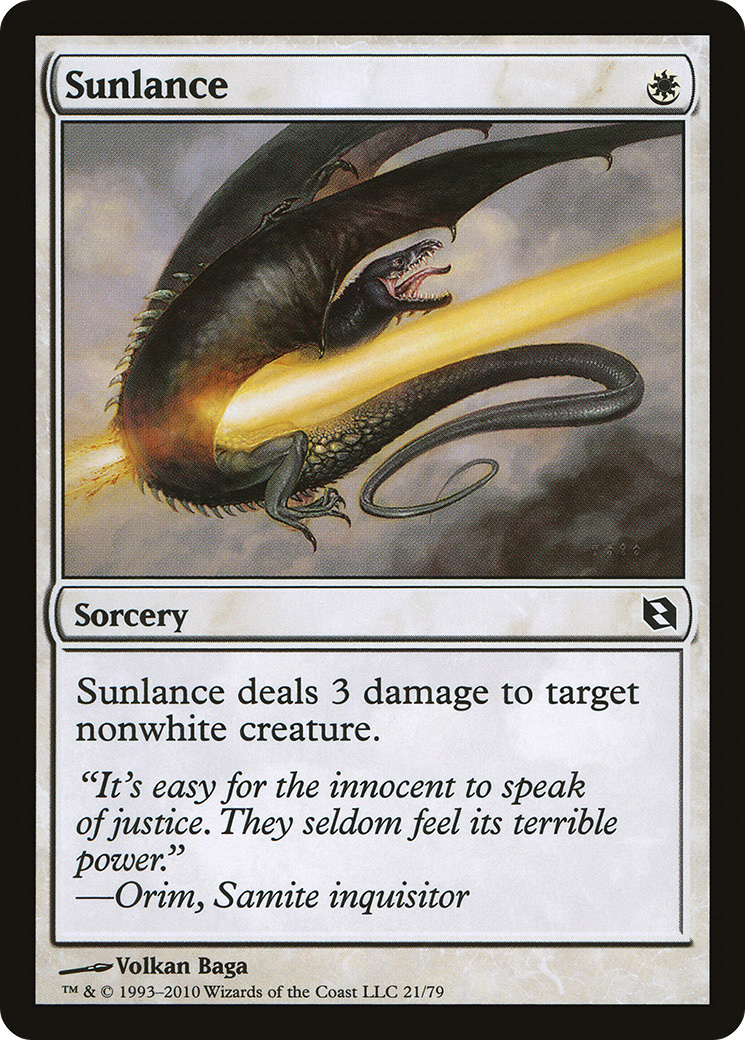 Sunlance
Sorcery
Sunlance deals 3 damage to target
nonwhite creature.
“It’s easy for the innocent to speak
of justice. They seldom feel its terrible
power.”
—Orim, Samite inquisitor
Volkan Baga
™ & © 1993–2010 Wizards of the Coast LLC 21/79